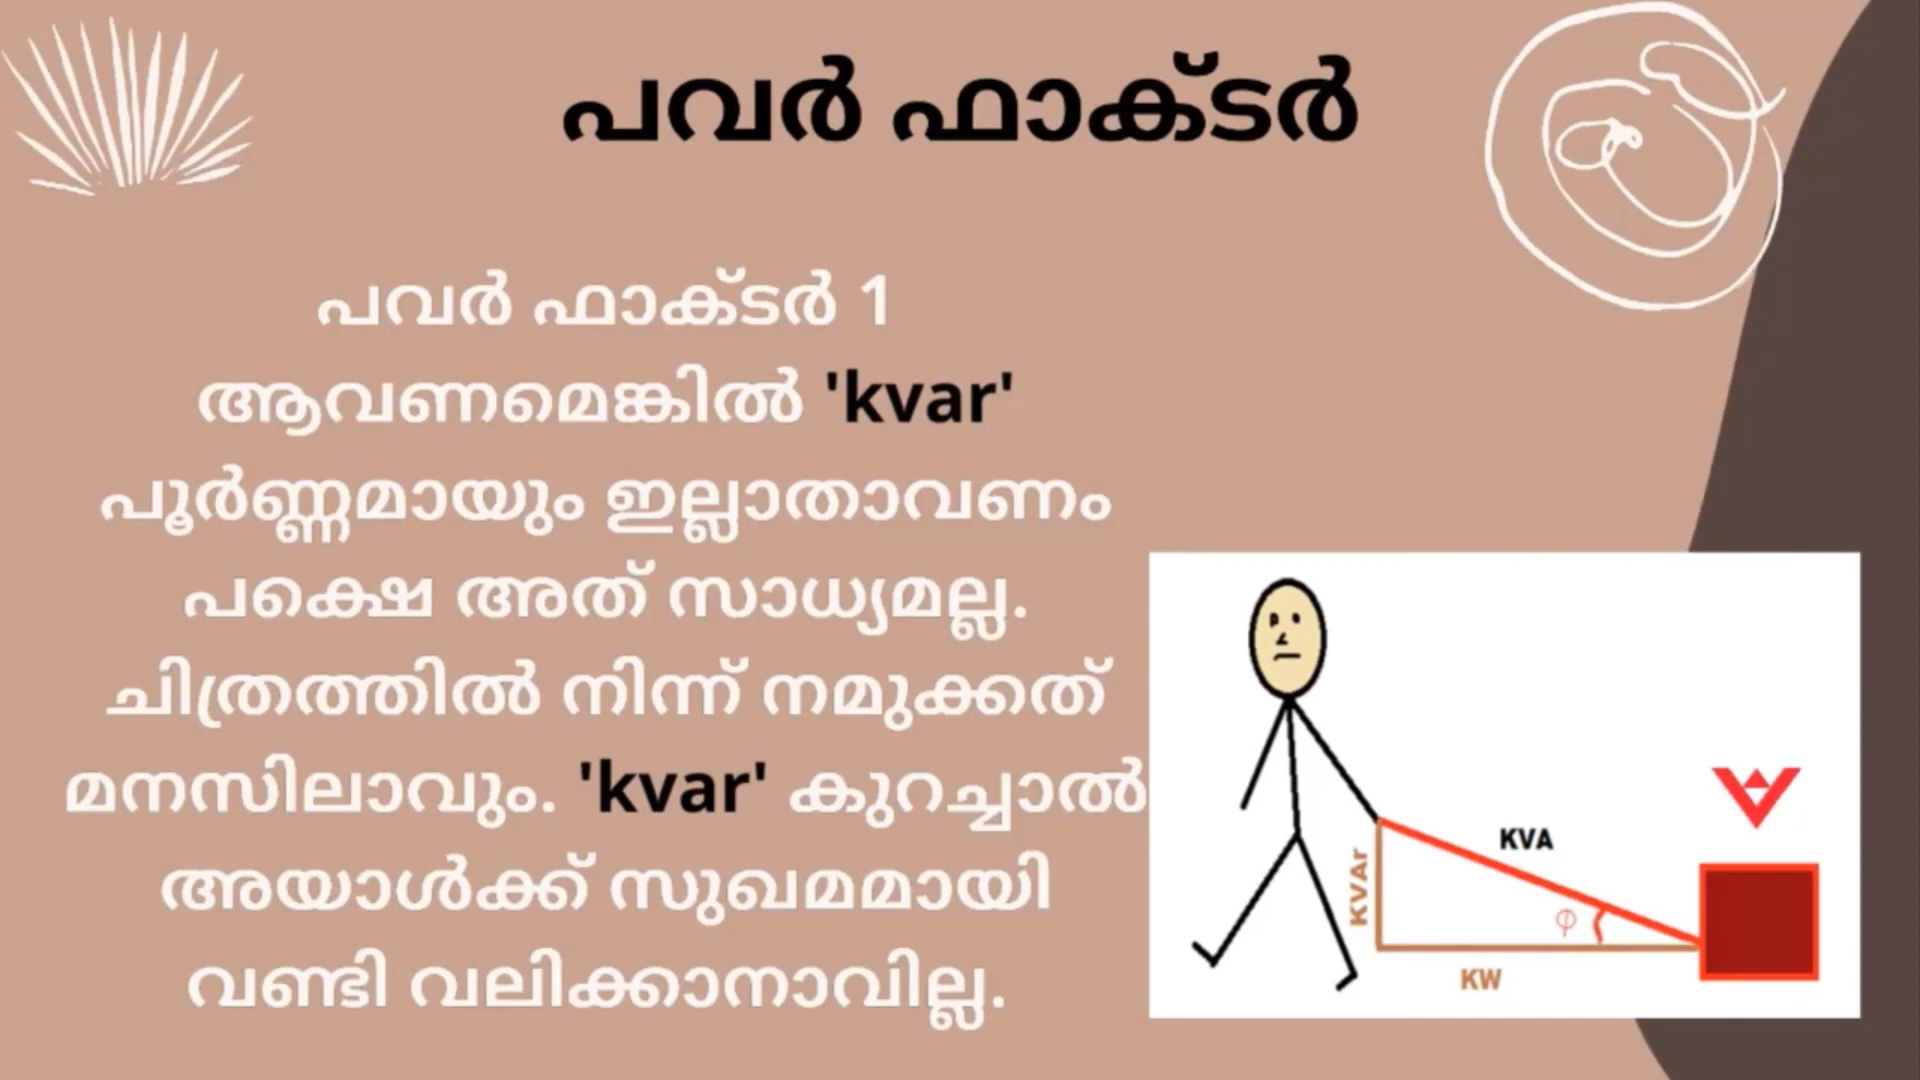 പവർ ഫാക്ടർ
പവർ ഫാക്ടർ 1
ആവണമെങ്കിൽ 'kvar'
പൂർണ്ണമായും ഇല്ലാതാവണം
പക്ഷെ അത് സാധ്യമല്ല.
ചിത്രത്തിൽ നിന്ന് നമുക്കത്
മനസിലാവും. 'kvar' കുറച്ചാൽ
അയാൾക്ക് സുഖമമായി
വണ്ടി വലിക്കാനാവില്ല.
KVA
KVAr
φ
KW